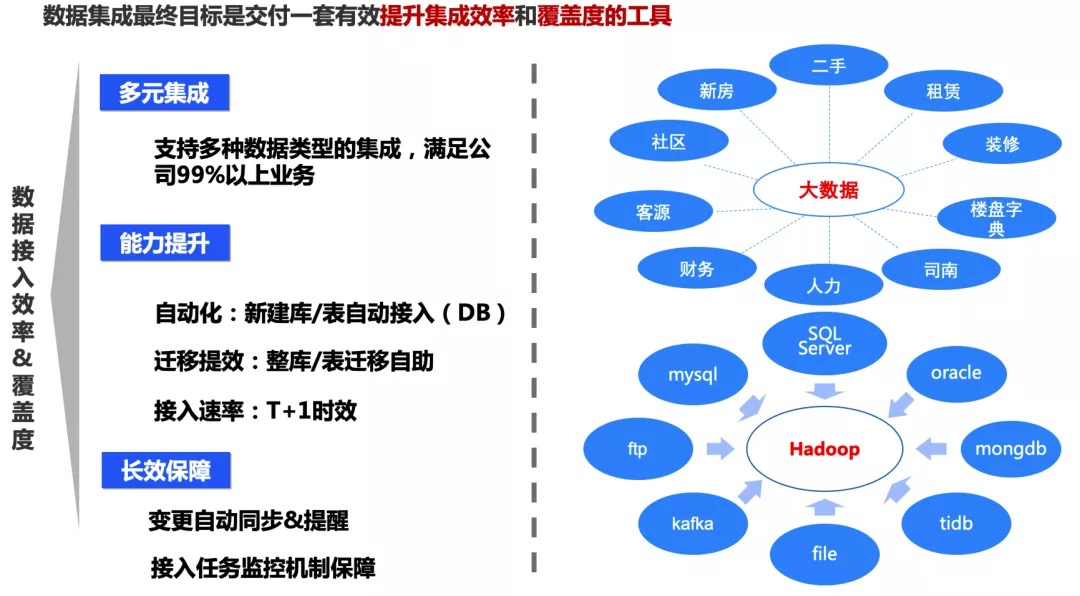 数据集成最终目标是交付一套有效提升集成效率和覆盖度的工具
数据接入效率&覆盖度
多元集成
支持多种数据类型的集成，满足公
司99%以上业务
能力提升
自动化：新建库/表自动接入（DB）
迁移提效：整库/表迁移自助
接入速率：T+1时效
长效保障
变更自动同步&提醒
接入任务监控机制保障
二手
新房
租赁
社区
装修
大数据
客源
楼盘字
典
财务
司南
人力
SQL
Server
mysql
oracle
ftp
Hadoop
mongdb
kafka
tidb
file